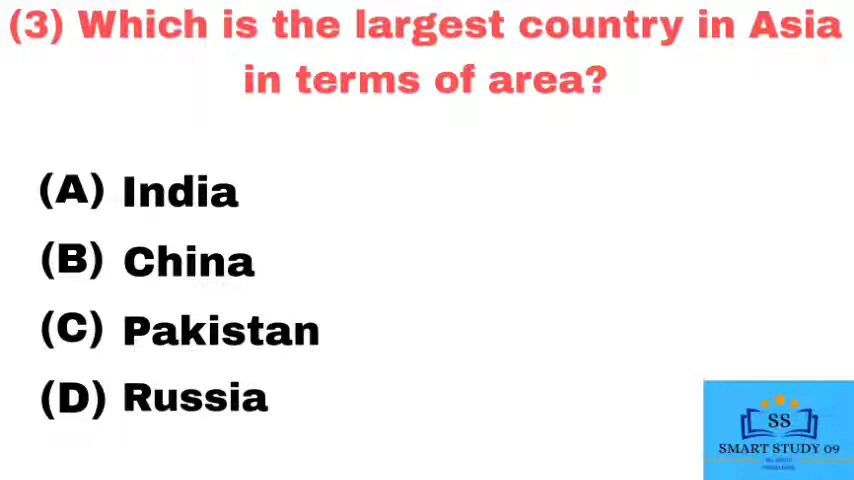 (3) Which is the largest country in Asia
in terms of area?
(A) India
(B) China
(C) Pakistan
(D) Russia
SS
SMART STUDY 09